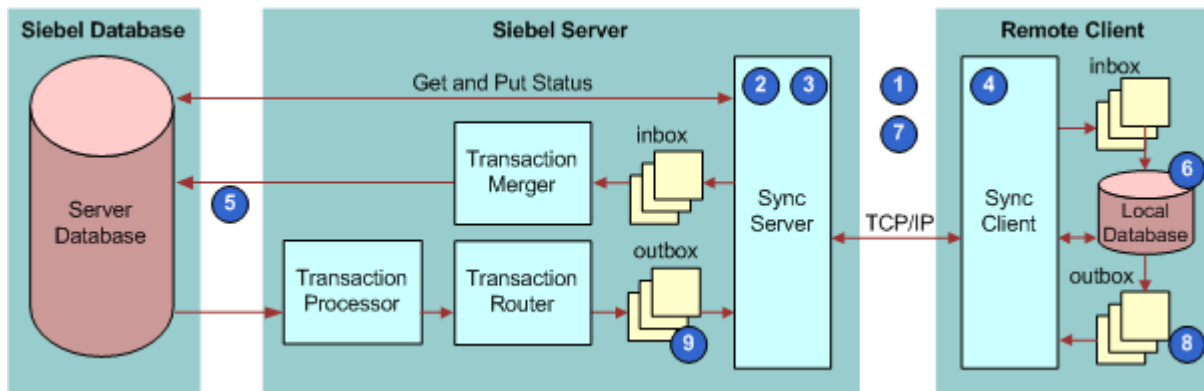 Siebel Database
Siebel Server
Remote Client
Get and Put Status
2
3
1
7
4
inbox
6
inbox
Transaction
Merger
5
Server
Database
Sync
Server
TCP/IP
Sync
Client
Local
Database
outbox
outbox
Transaction
Processor
Transaction
Router
9
8